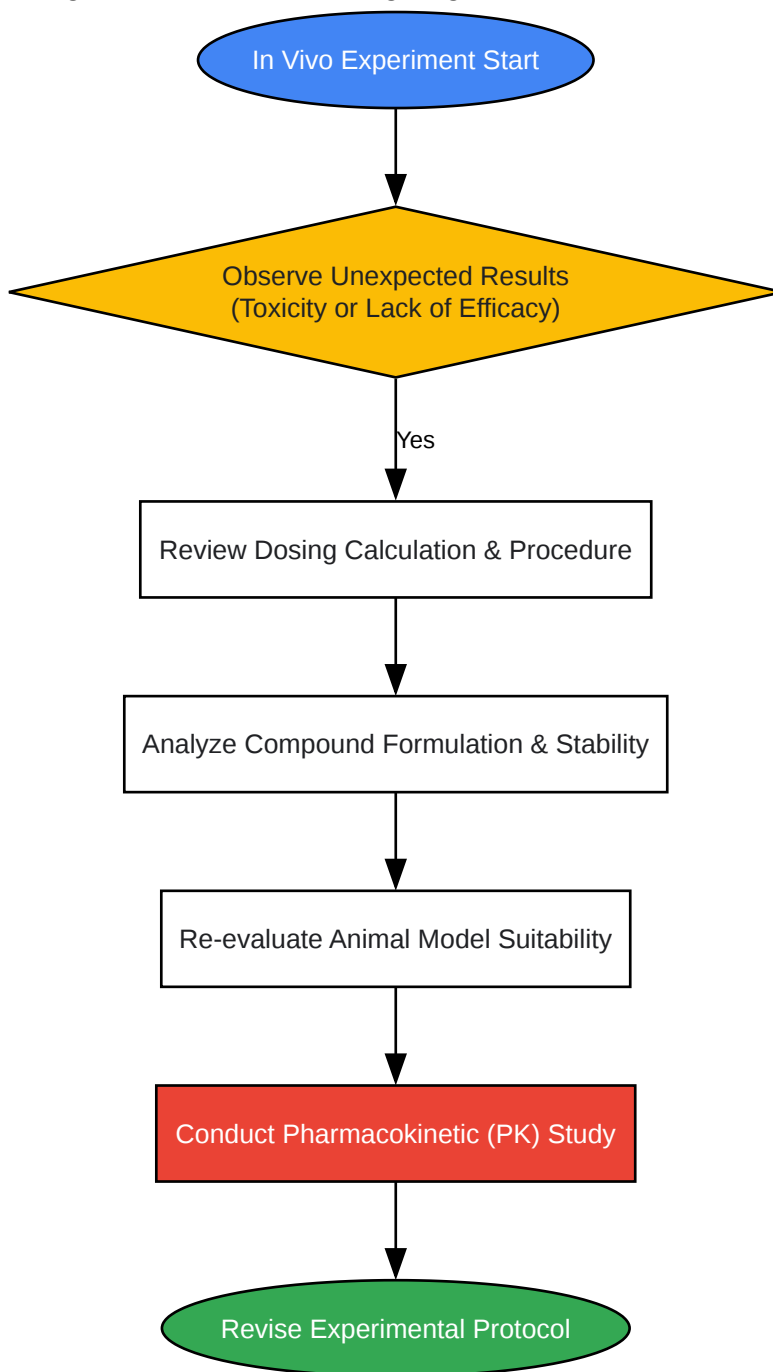 In Vivo Experiment Start
Observe Unexpected Results
(Toxicity or Lack of Efficacy)
Yes
Review Dosing Calculation & Procedure
Analyze Compound Formulation & Stability
Re-evaluate Animal Model Suitability
Conduct Pharmacokinetic (PK) Study
Revise Experimental Protocol